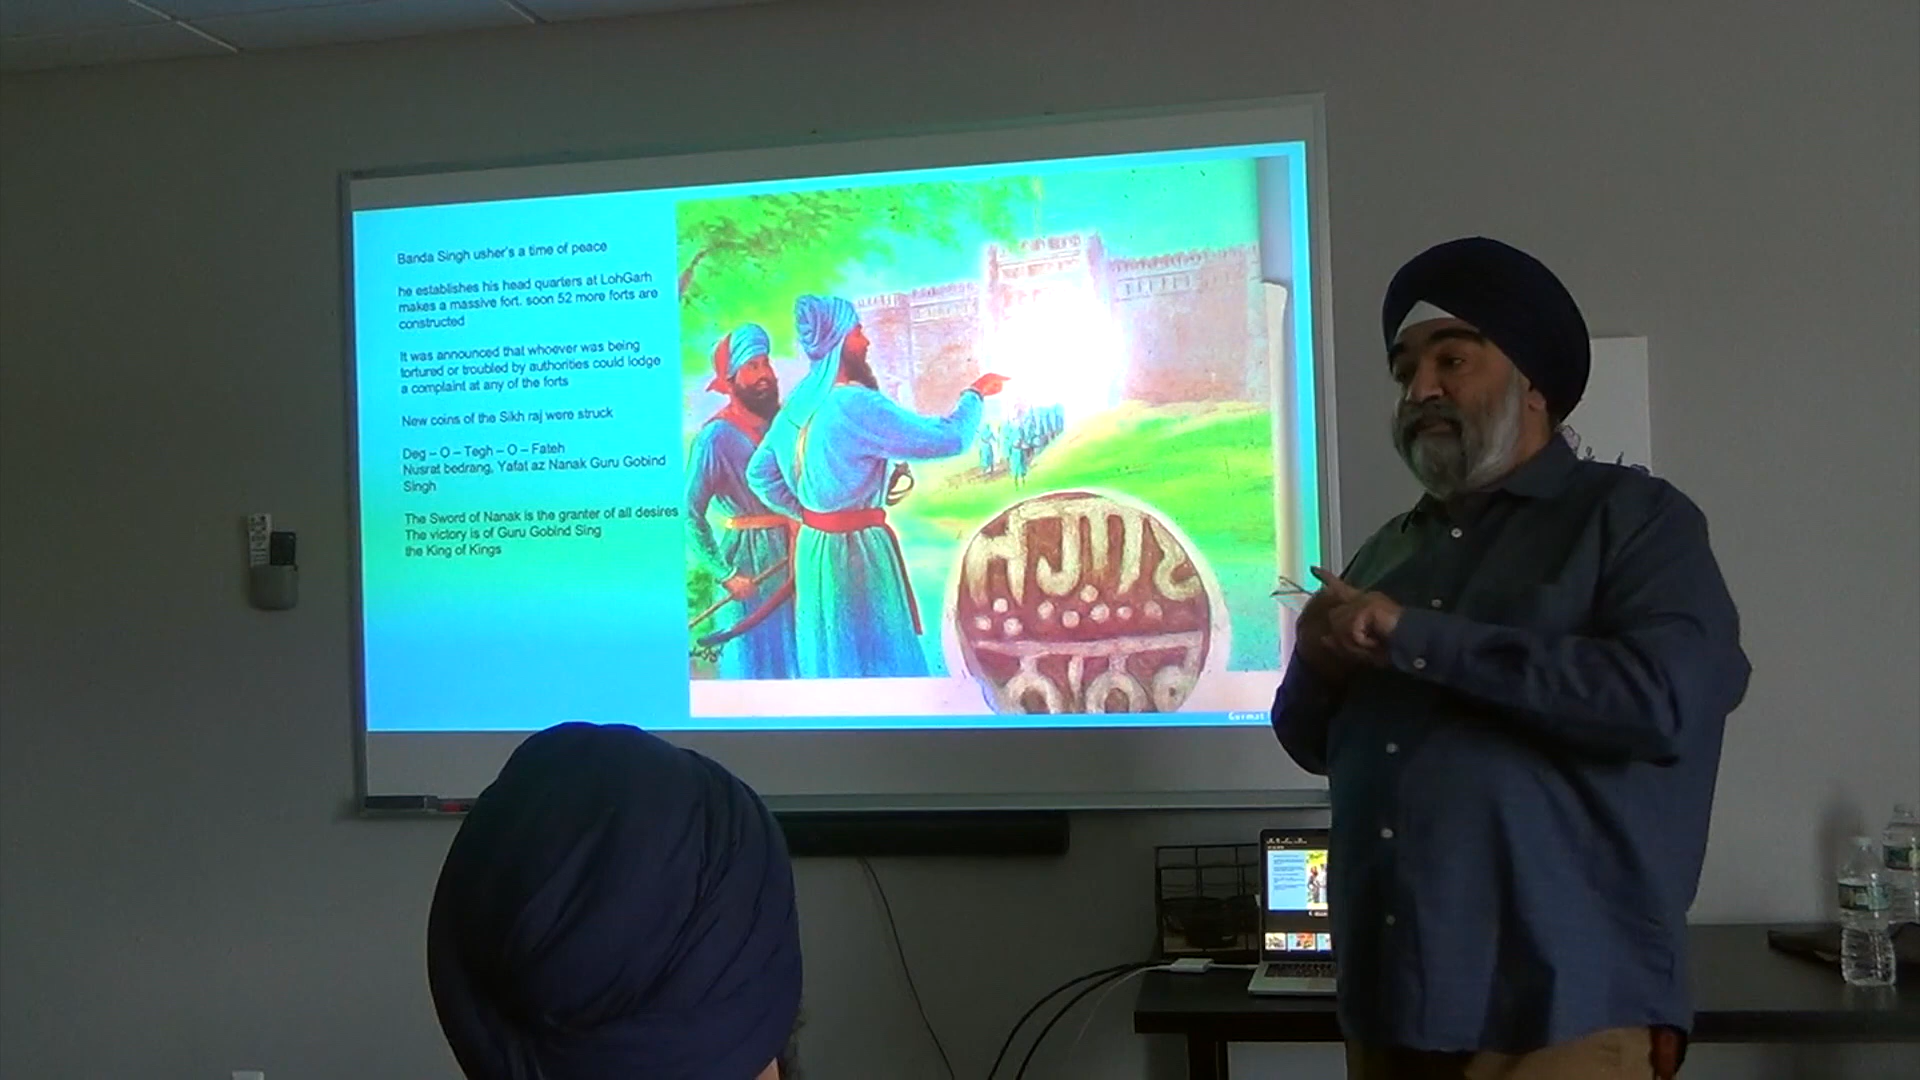 Banda Singh usher's a time of peace
he establishes his head quarters at LohGarh
makes a massive fort. soon 52 more forts are
constructed
It was announced that whoever was being
tortured or troubled by authorities could lodge
a complaint at any of the forts
New coins of the Sikh raj were struck
Deg – O – Tegh – O – Fateh
Nusrat bedrang, Yafat az Nanak Guru Gobind
Singh
The Sword of Nanak is the granter of all desires
The victory is of Guru Gobind Sing
the King of Kings
Gurmat